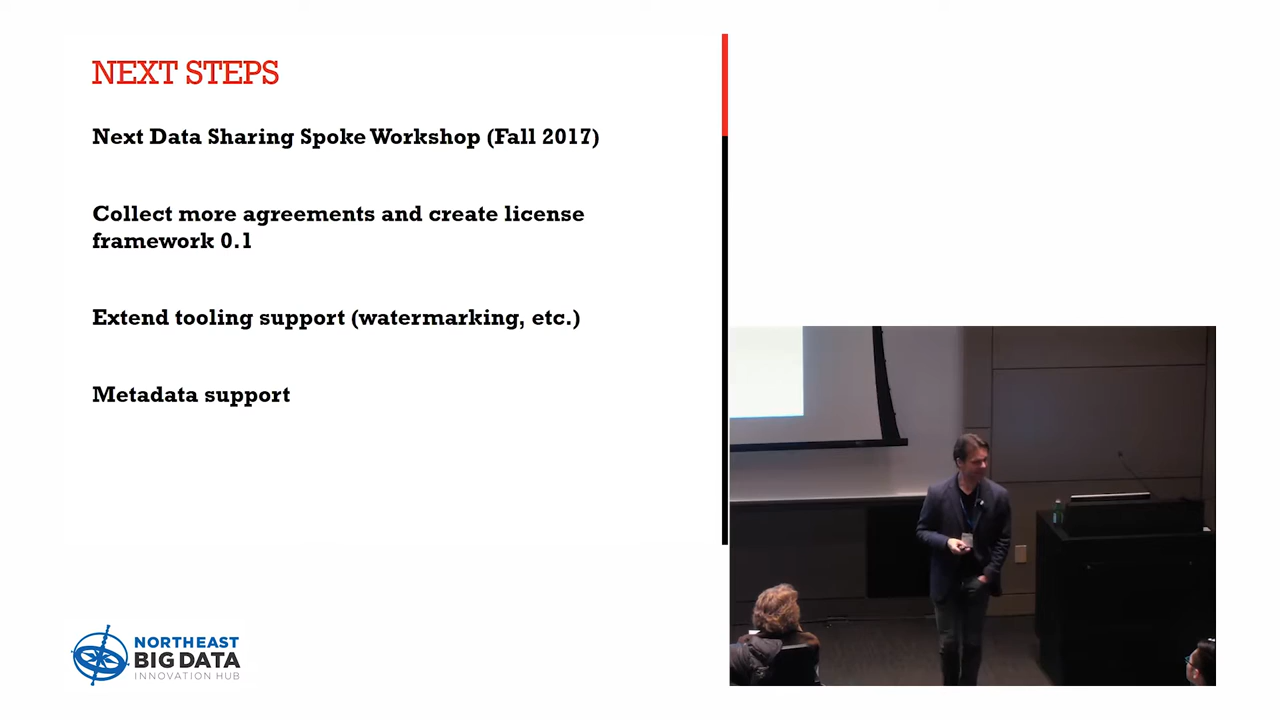 NEXT STEPS
Next Data Sharing Spoke Workshop (Fall 2017)
Collect more agreements and create license
framework 0.1
Extend tooling support (watermarking, etc.)
Metadata support
NORTHEAST
BIG DATA
INNOVATION HUB